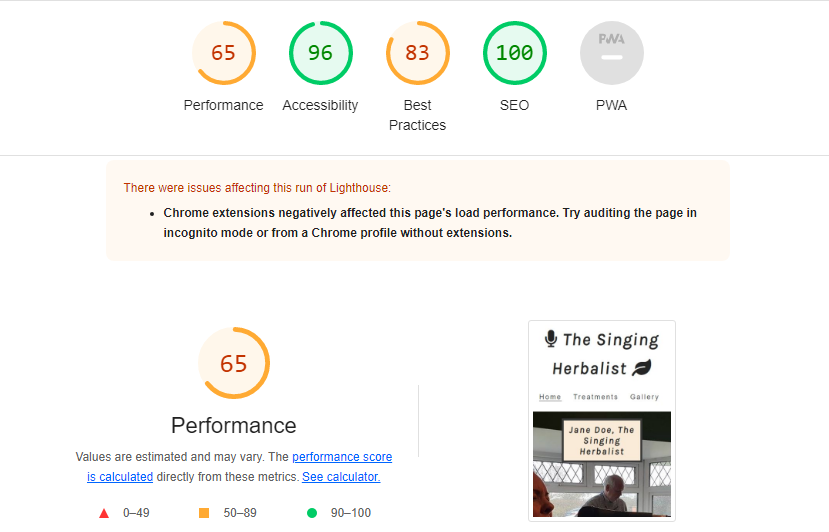 65
96
83
100
PWA
Performance
Accessibility
Best
Practices
SEO
PWA
There were issues affecting this run of Lighthouse:
Chrome extensions negatively affected this page's load performance. Try auditing the page in
incognito mode or from a Chrome profile without extensions.
65
Performance
Values are estimated and may vary. The performance score
is calculated directly from these metrics. See calculator.
0–49
50–89
90–100
The Singing
Herbalist
Home Treatments Gallery
Jane Doe, The
Singing
Herbalist